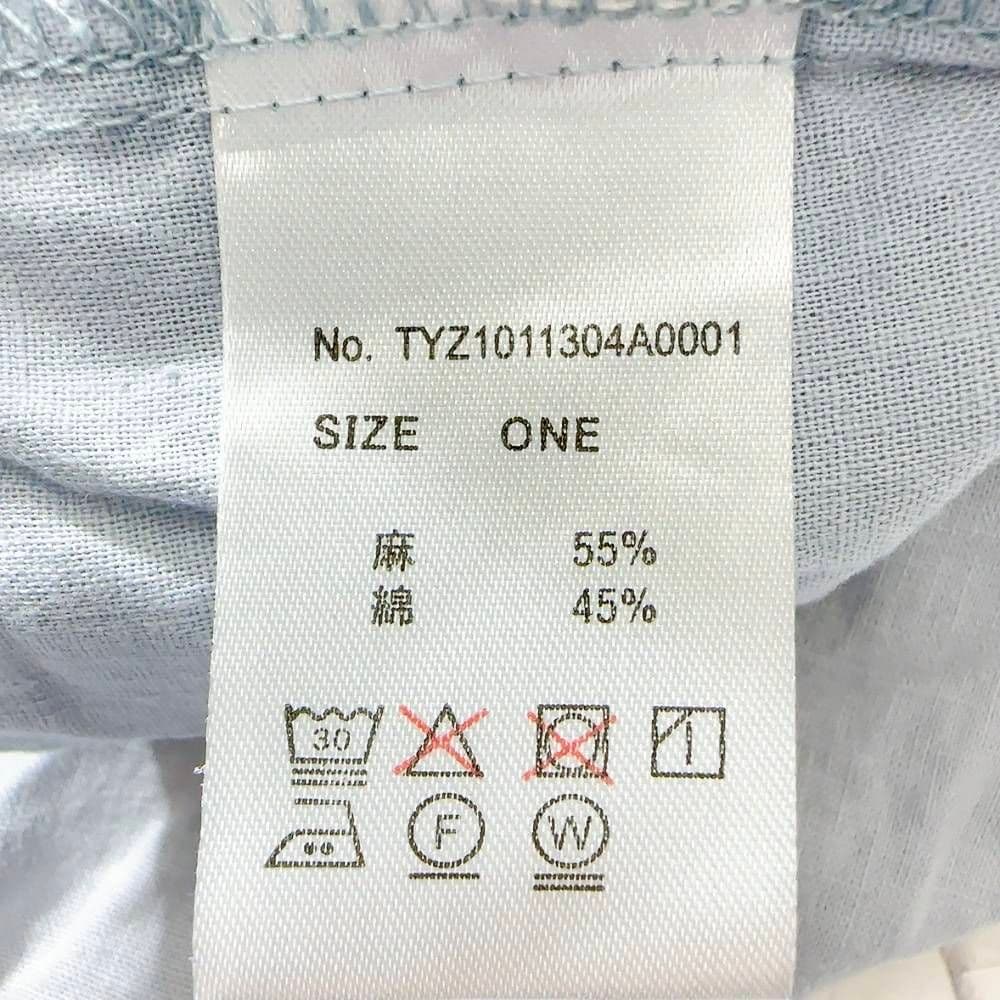 No. TYZ1011304A0001
SIZE ONE
麻 55%
綿 45%
30
F W